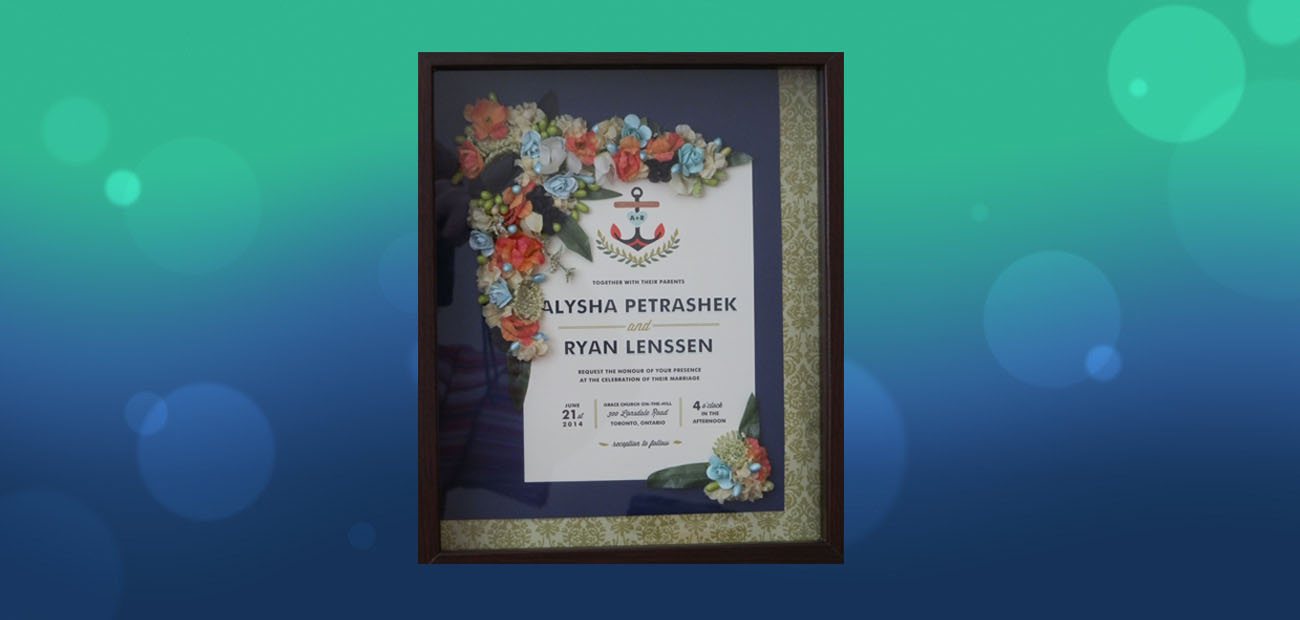 A+R
TOGETHER WITH THEIR PARENTS
ALYSHA PETRASHEK
and
RYAN LENSSEN
REQUEST THE HONOUR OF YOUR PRESENCE
AT THE CELEBRATION OF THEIR MARRIAGE
JUNE
21st
2014
GRACE CHURCH ON-THE-HILL
300 Lonsdale Road
TORONTO, ONTARIO
4 o'clock
IN THE
AFTERNOON
reception to follow